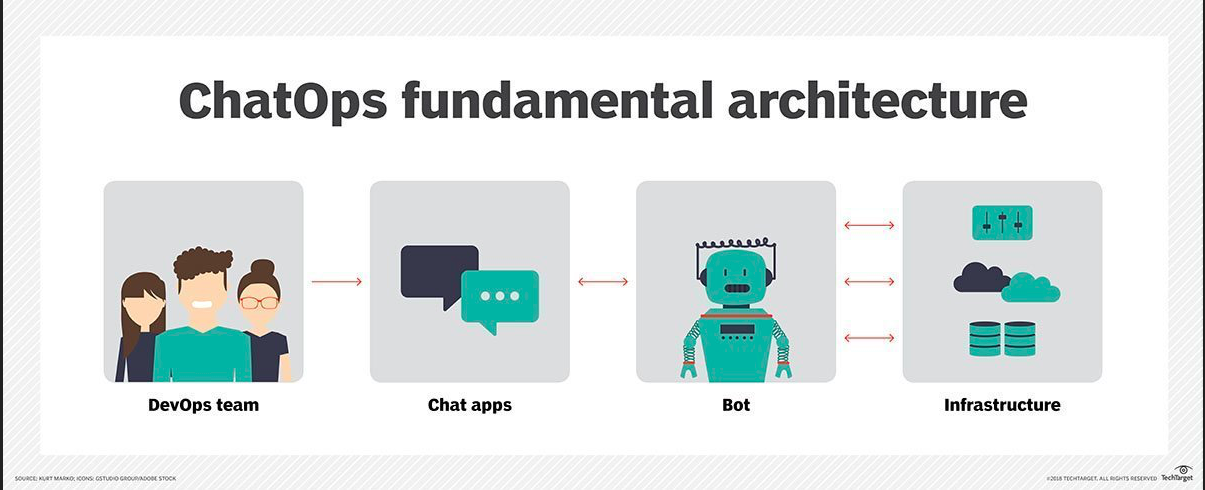 ChatOps fundamental architecture
DevOps team
Chat apps
Bot
Infrastructure
SOURCE: KURT MARKO; ICONS: GSTUDIO GROUP/ADOBE STOCK
©2018 TECHTARGET. ALL RIGHTS RESERVED TechTarget